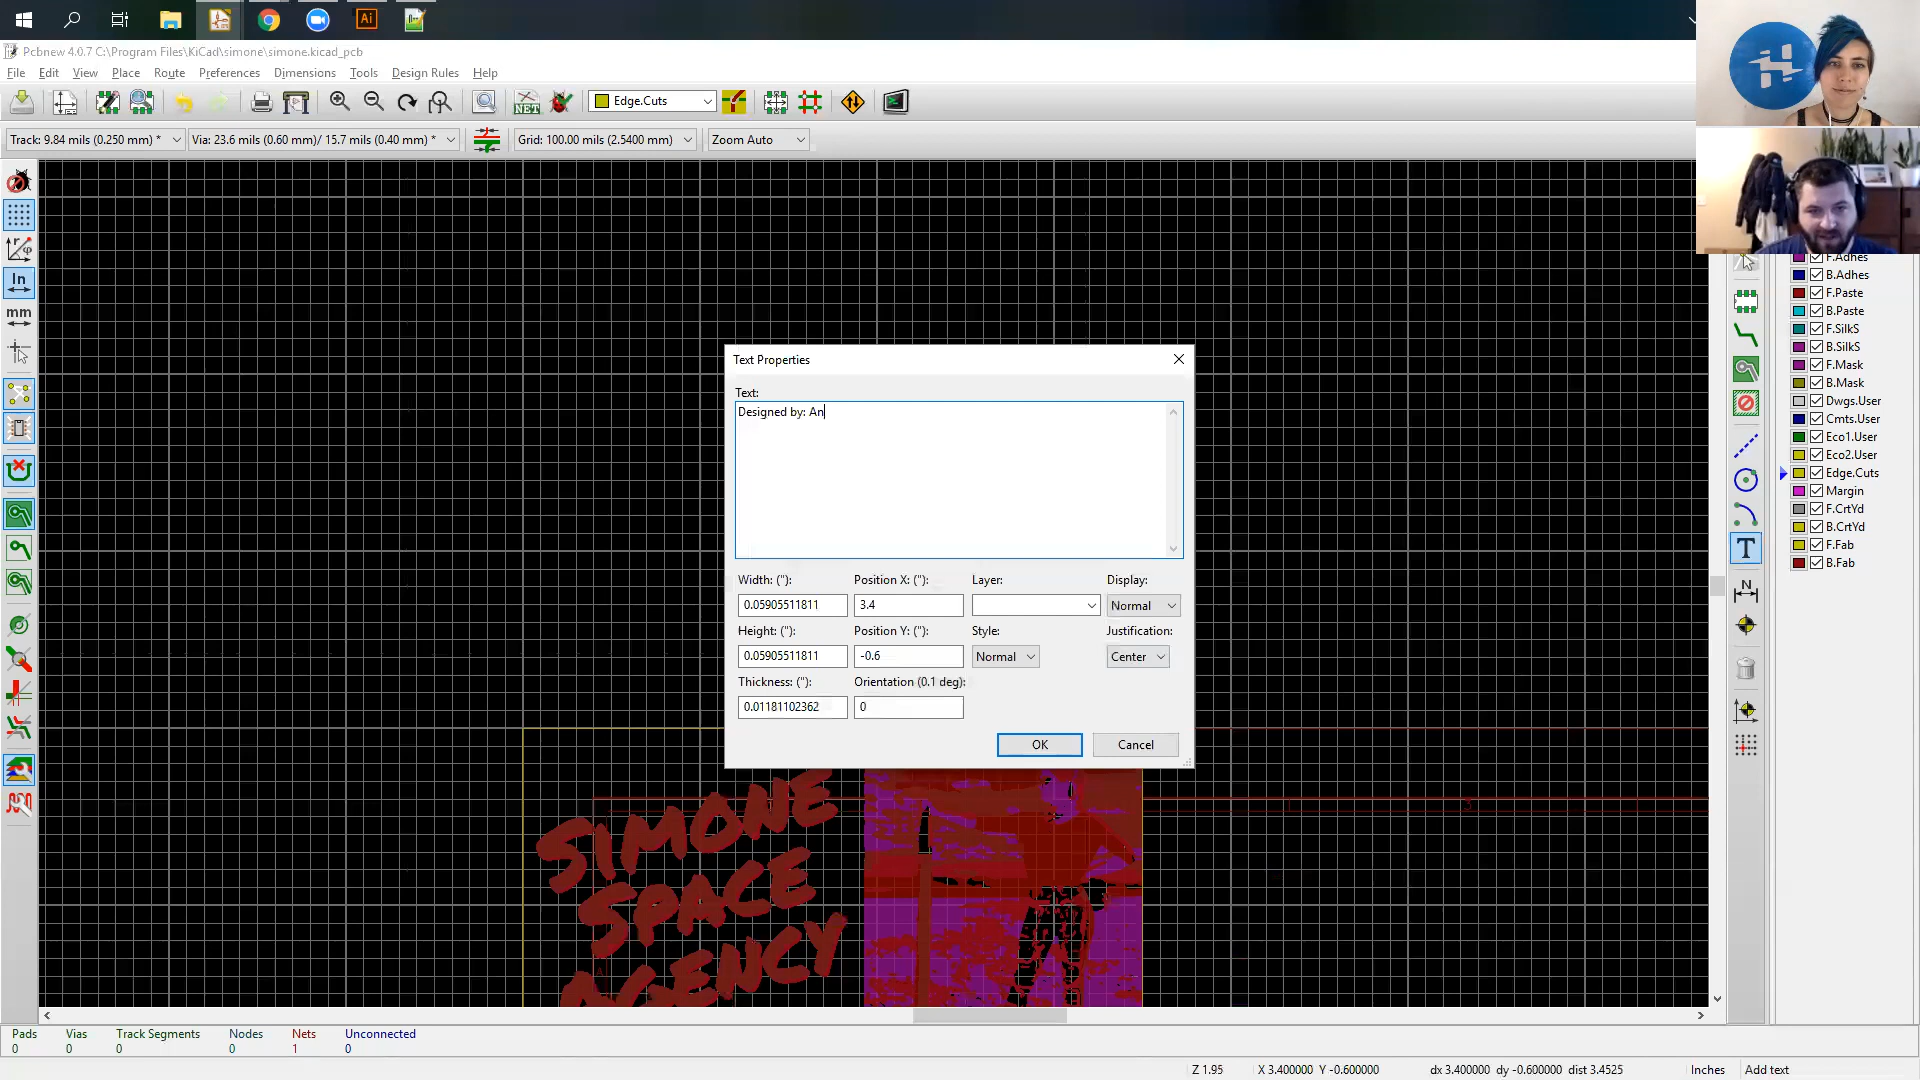 Pcbnew 4.0.7 C:\Program Files\KiCad\simone\simone.kicad_pcb
File Edit View Place Route Preferences Dimensions Tools Design Rules Help
NET Edge.Cuts
Track: 9.84 mils (0.250 mm) * Via: 23.6 mils (0.60 mm)/ 15.7 mils (0.40 mm) * Grid: 100.00 mils (2.5400 mm) Zoom Auto
In
mm
Text Properties
Text:
Designed by: An
Width: ("): Position X: ("): Layer: Display:
0.05905511811 3.4 Normal
Height: ("): Position Y: ("): Style: Justification:
0.05905511811 -0.6 Normal Center
Thickness: ("): Orientation (0.1 deg):
0.01181102362 0
OK Cancel
SIMONE
SPACE
AGENCY
3
F.Adhes
B.Adhes
F.Paste
B.Paste
F.SilkS
B.SilkS
F.Mask
B.Mask
Dwgs.User
Cmts.User
Eco1.User
Eco2.User
Edge.Cuts
Margin
F.CrtYd
B.CrtYd
F.Fab
B.Fab
T
N
Ai
Pads Vias Track Segments Nodes Nets Unconnected
0 0 0 0 1 0
Z 1.95 X 3.400000 Y -0.600000 dx 3.400000 dy -0.600000 dist 3.4525 Inches Add text